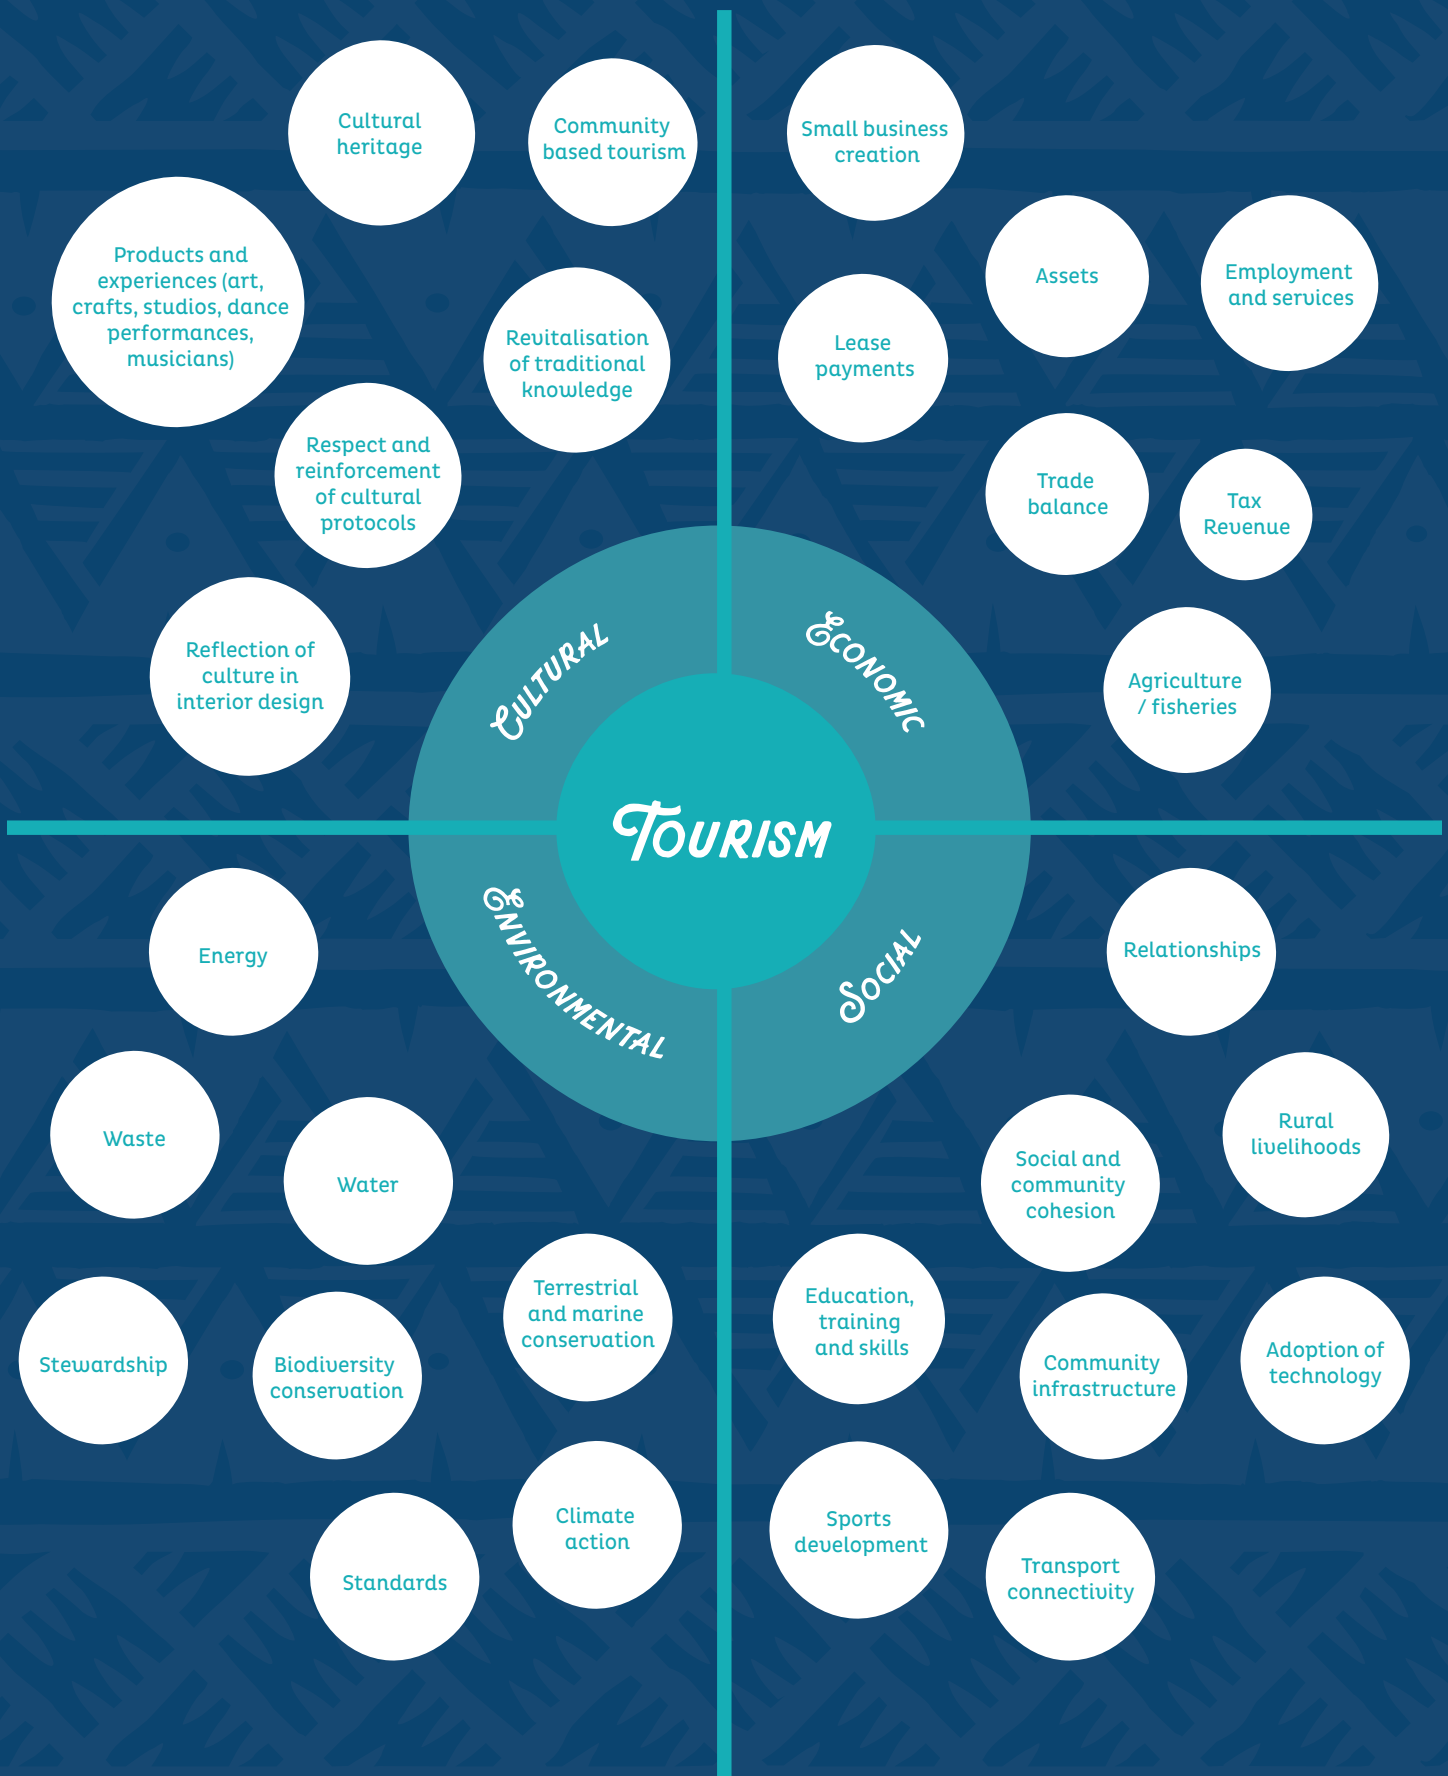 Cultural
heritage
Community
based tourism
Products and
experiences (art,
crafts, studios, dance
performances,
musicians)
Revitalisation
of traditional
knowledge
Respect and
reinforcement
of cultural
protocols
Reflection of
culture in
interior design
Small business
creation
Assets
Employment
and services
Lease
payments
Trade
balance
Tax
Revenue
Agriculture
/ fisheries
Cultural
Economic
Tourism
Environmental
Social
Energy
Waste
Water
Terrestrial
and marine
conservation
Stewardship
Biodiversity
conservation
Climate
action
Standards
Relationships
Rural
livelihoods
Social and
community
cohesion
Education,
training
and skills
Community
infrastructure
Adoption of
technology
Sports
development
Transport
connectivity